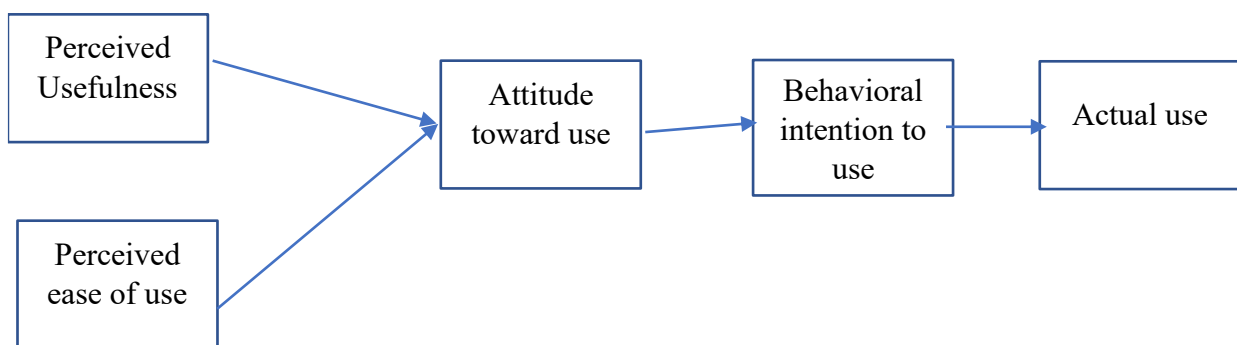 Perceived
Usefulness
Perceived
ease of use
Attitude
toward use
Behavioral
intention to
use
Actual use